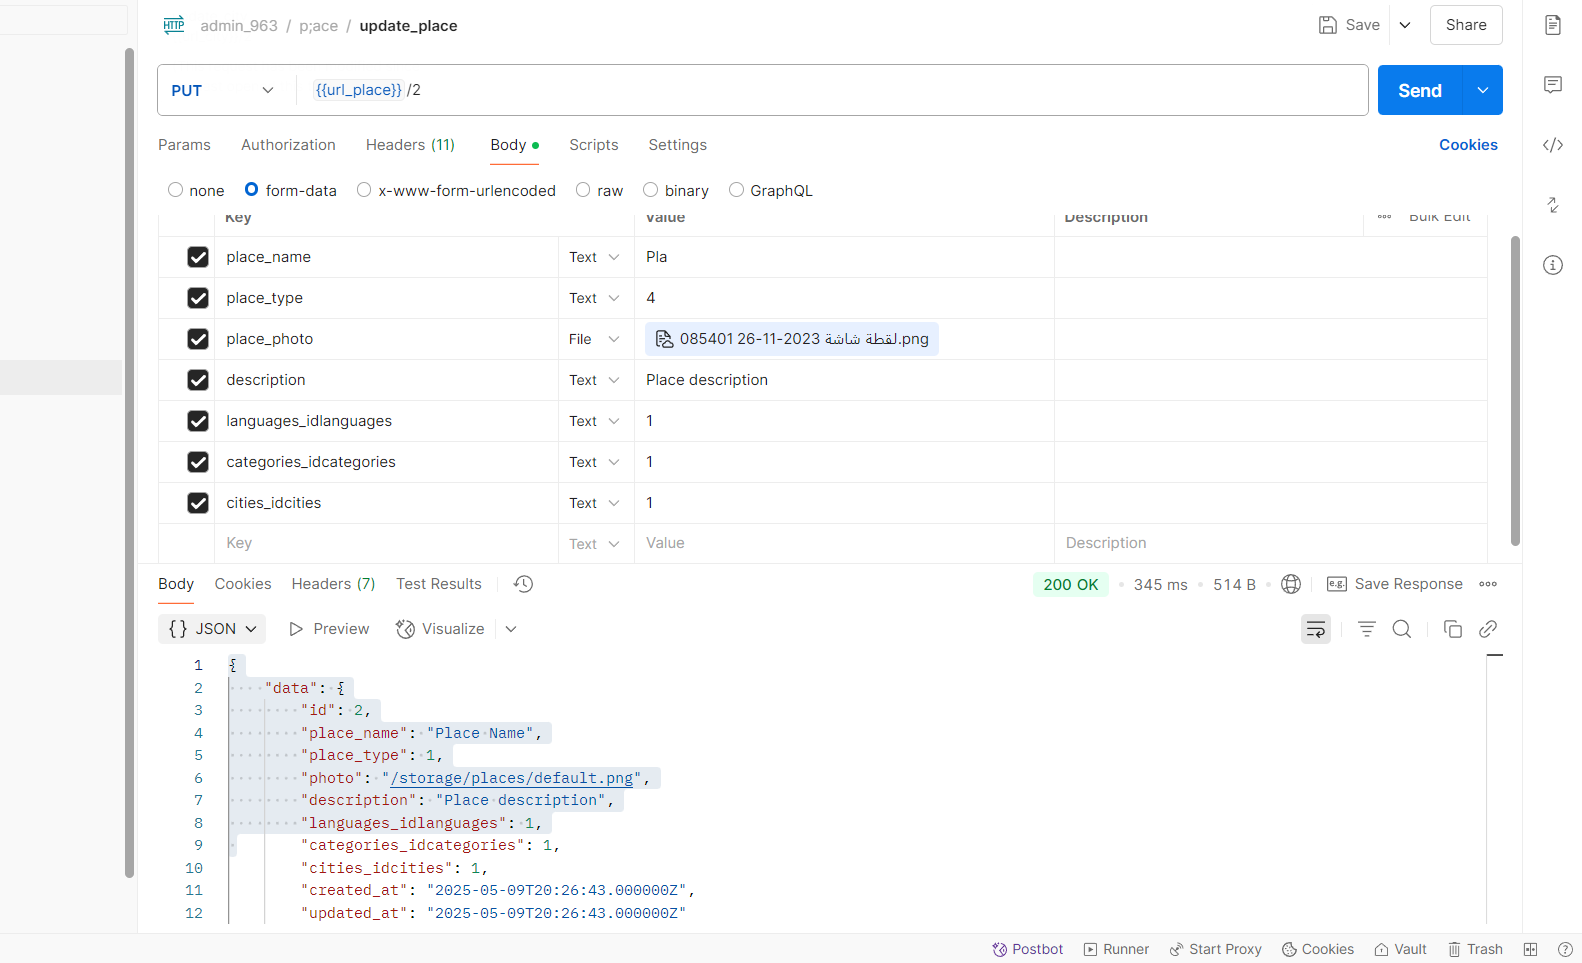 HTTP admin_963 / p;ace / update_place Save Share
PUT {{url_place}} /2 Send
Params Authorization Headers (11) Body Scripts Settings Cookies
none form-data x-www-form-urlencoded raw binary GraphQL
Key Value Description Bulk Edit
place_name Text Pla
place_type Text 4
place_photo File لقطة شاشة 2023-11-26 085401.png
description Text Place description
languages_idlanguages Text 1
categories_idcategories Text 1
cities_idcities Text 1
Key Text Value Description
Body Cookies Headers (7) Test Results 200 OK 345 ms 514 B e.g. Save Response
{} JSON Preview Visualize
1 {
2 "data": {
3 "id": 2,
4 "place_name": "Place Name",
5 "place_type": 1,
6 "photo": "/storage/places/default.png",
7 "description": "Place description",
8 "languages_idlanguages": 1,
9 "categories_idcategories": 1,
10 "cities_idcities": 1,
11 "created_at": "2025-05-09T20:26:43.000000Z",
12 "updated_at": "2025-05-09T20:26:43.000000Z"
Postbot Runner Start Proxy Cookies Vault Trash